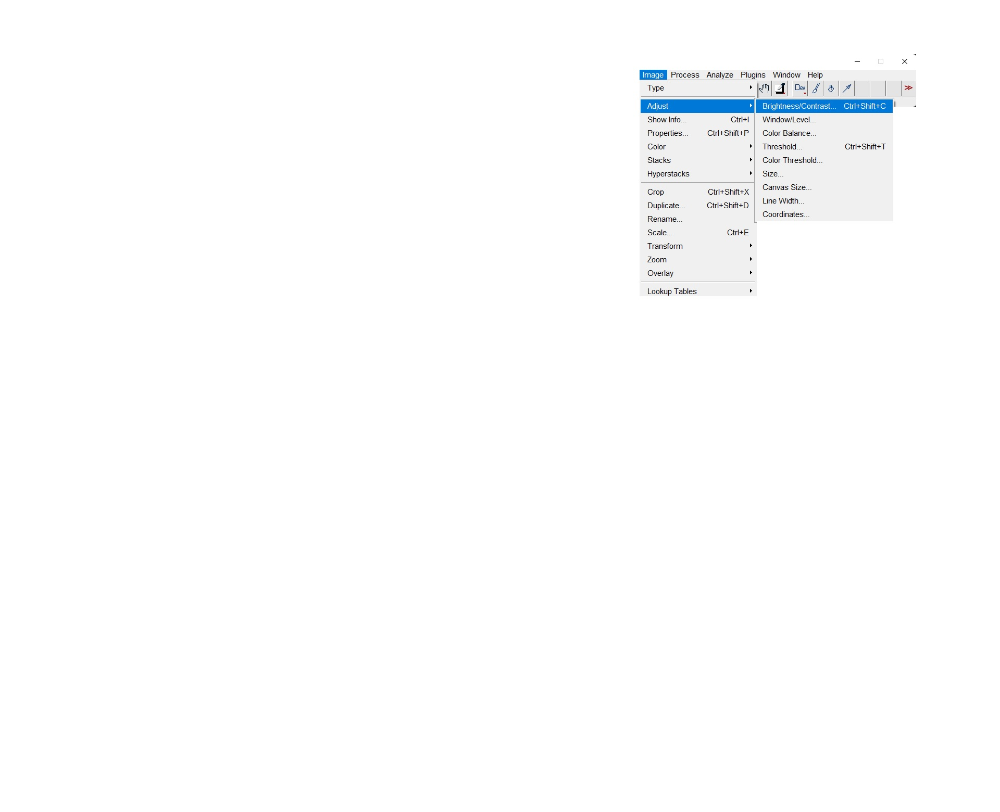 Image Process Analyze Plugins Window Help
Type
Dev
Adjust
Show Info... Ctrl+I
Properties... Ctrl+Shift+P
Color
Stacks
Hyperstacks
Crop Ctrl+Shift+X
Duplicate... Ctrl+Shift+D
Rename...
Scale... Ctrl+E
Transform
Zoom
Overlay
Lookup Tables
Brightness/Contrast... Ctrl+Shift+C
Window/Level...
Color Balance...
Threshold... Ctrl+Shift+T
Color Threshold...
Size...
Canvas Size...
Line Width...
Coordinates...